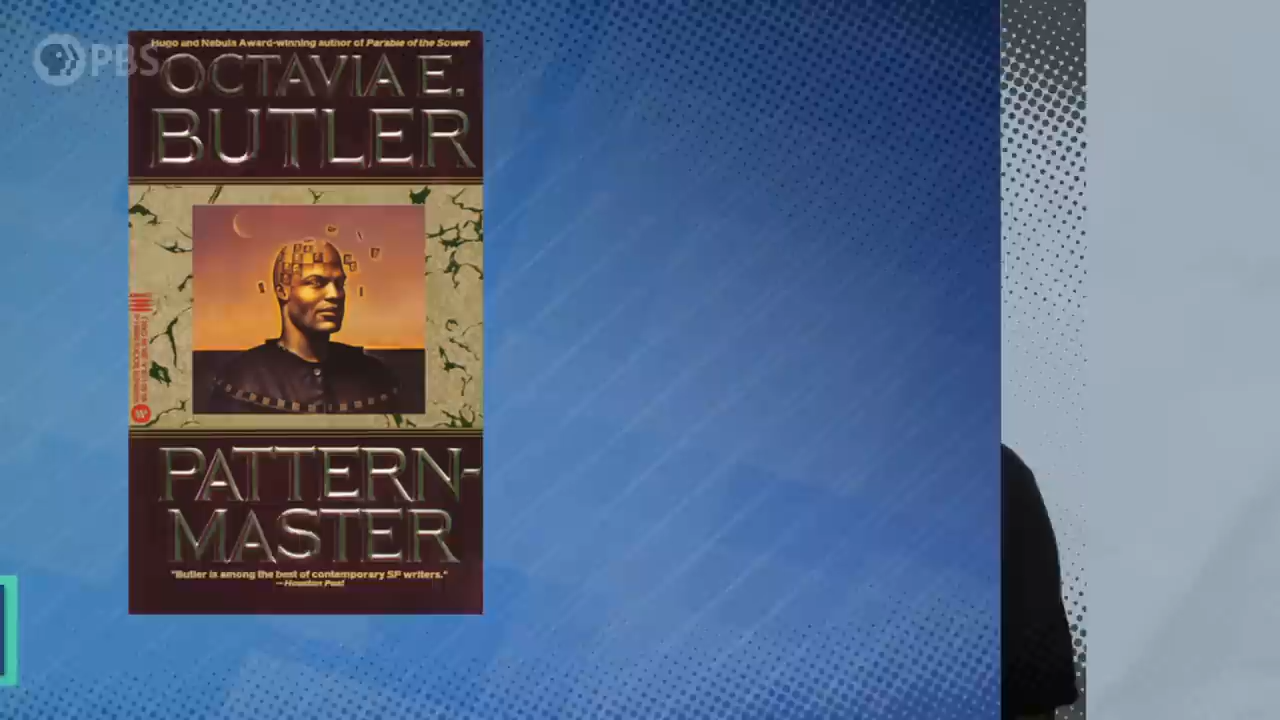 PBS
Hugo and Nebula Award-winning author of Parable of the Sower
OCTAVIA E.
BUTLER
PATTERN-
MASTER
"Butler is among the best of contemporary SF writers."
—Houston Post